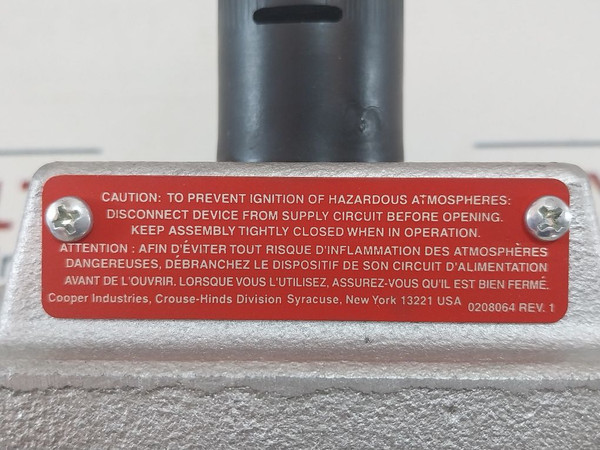 CAUTION: TO PREVENT IGNITION OF HAZARDOUS ATMOSPHERES:
DISCONNECT DEVICE FROM SUPPLY CIRCUIT BEFORE OPENING.
KEEP ASSEMBLY TIGHTLY CLOSED WHEN IN OPERATION.
ATTENTION : AFIN D'ÉVITER TOUT RISQUE D'INFLAMMATION DES ATMOSPHÈRES
DANGEREUSES, DÉBRANCHEZ LE DISPOSITIF DE SON CIRCUIT D'ALIMENTATION
AVANT DE L'OUVRIR. LORSQUE VOUS L'UTILISEZ, ASSUREZ-VOUS QU'IL EST BIEN FERMÉ.
Cooper Industries, Crouse-Hinds Division Syracuse, New York 13221 USA 0208064 REV. 1